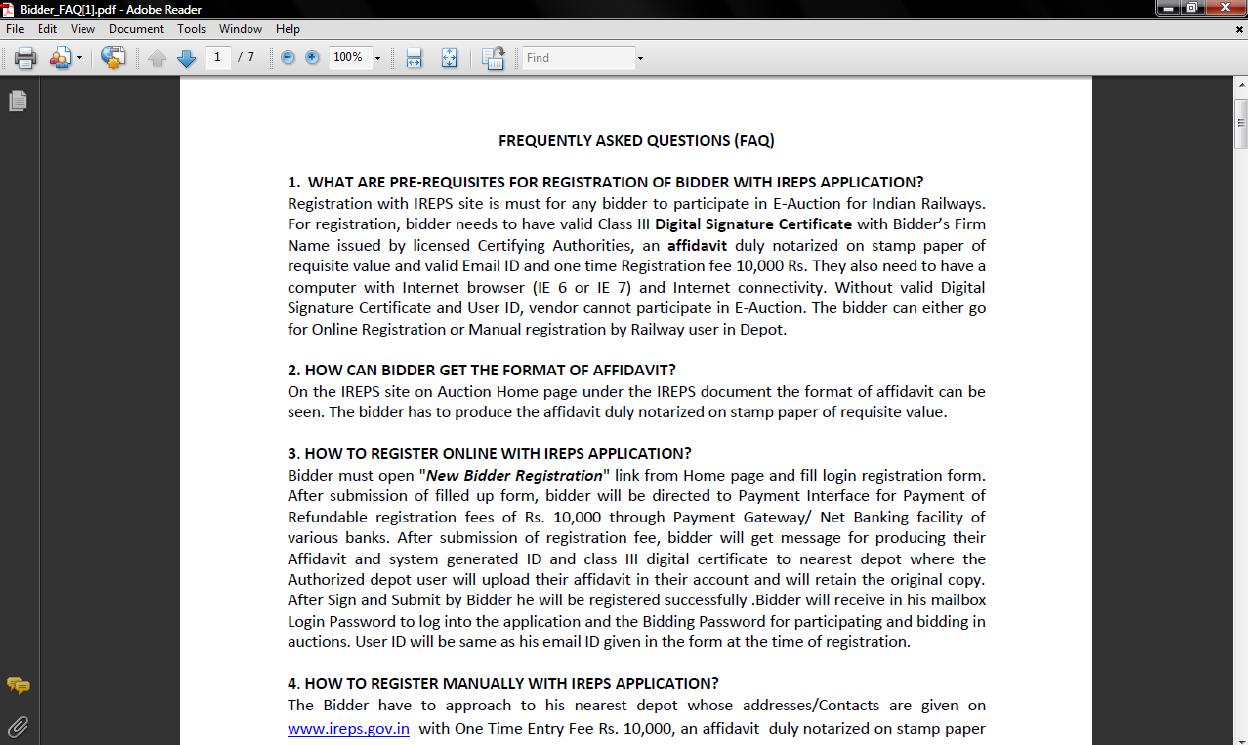 Bidder_FAQ[1].pdf - Adobe Reader
File Edit View Document Tools Window Help
1 / 7 100% Find
FREQUENTLY ASKED QUESTIONS (FAQ)
1. WHAT ARE PRE-REQUISITES FOR REGISTRATION OF BIDDER WITH IREPS APPLICATION?
Registration with IREPS site is must for any bidder to participate in E-Auction for Indian Railways.
For registration, bidder needs to have valid Class III Digital Signature Certificate with Bidder's Firm
Name issued by licensed Certifying Authorities, an affidavit duly notarized on stamp paper of
requisite value and valid Email ID and one time Registration fee 10,000 Rs. They also need to have a
computer with Internet browser (IE 6 or IE 7) and Internet connectivity. Without valid Digital
Signature Certificate and User ID, vendor cannot participate in E-Auction. The bidder can either go
for Online Registration or Manual registration by Railway user in Depot.
2. HOW CAN BIDDER GET THE FORMAT OF AFFIDAVIT?
On the IREPS site on Auction Home page under the IREPS document the format of affidavit can be
seen. The bidder has to produce the affidavit duly notarized on stamp paper of requisite value.
3. HOW TO REGISTER ONLINE WITH IREPS APPLICATION?
Bidder must open "New Bidder Registration" link from Home page and fill login registration form.
After submission of filled up form, bidder will be directed to Payment Interface for Payment of
Refundable registration fees of Rs. 10,000 through Payment Gateway/ Net Banking facility of
various banks. After submission of registration fee, bidder will get message for producing their
Affidavit and system generated ID and class III digital certificate to nearest depot where the
Authorized depot user will upload their affidavit in their account and will retain the original copy.
After Sign and Submit by Bidder he will be registered successfully .Bidder will receive in his mailbox
Login Password to log into the application and the Bidding Password for participating and bidding in
auctions. User ID will be same as his email ID given in the form at the time of registration.
4. HOW TO REGISTER MANUALLY WITH IREPS APPLICATION?
The Bidder have to approach to his nearest depot whose addresses/Contacts are given on
www.ireps.gov.in with One Time Entry Fee Rs. 10,000, an affidavit duly notarized on stamp paper